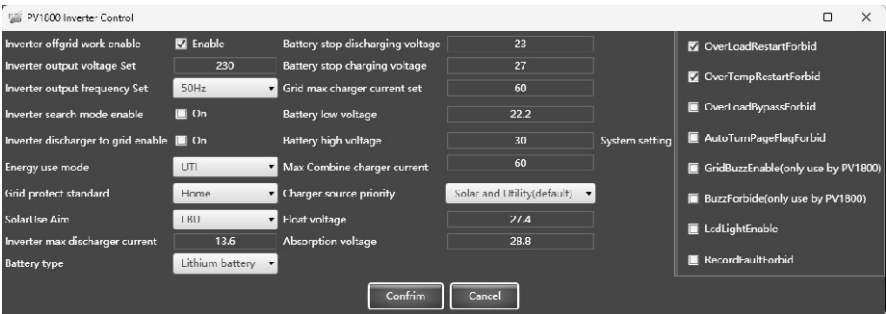 PV1800 Inverter Control
Inverter offgrid work enable Enable Battery stop discharging voltage 23 OverLoadRestartForbid
Inverter output voltage Set 230 Battery stop charging voltage 27 OverTempRestartForbid
Inverter output frequency Set 50Hz Grid max charger current set 60
Inverter search mode enable On Battery low voltage 22.2 OverLoadBypassForbid
Inverter discharger to grid enable On Battery high voltage 30 System setting AutoTurnPageFlagForbid
Energy use mode UTI Max Combine charger current 60 GridBuzzEnable(only use by PV1800)
Grid protect standard Home Charger source priority Solar and Utility(default) BuzzForbide(only use by PV1800)
SolarUse Aim LBU Float voltage 27.4 LcdLightEnable
Inverter max discharger current 13.6 Absorption voltage 28.8
Battery type Lithium battery RecordFaultForbid
Confrim Cancel